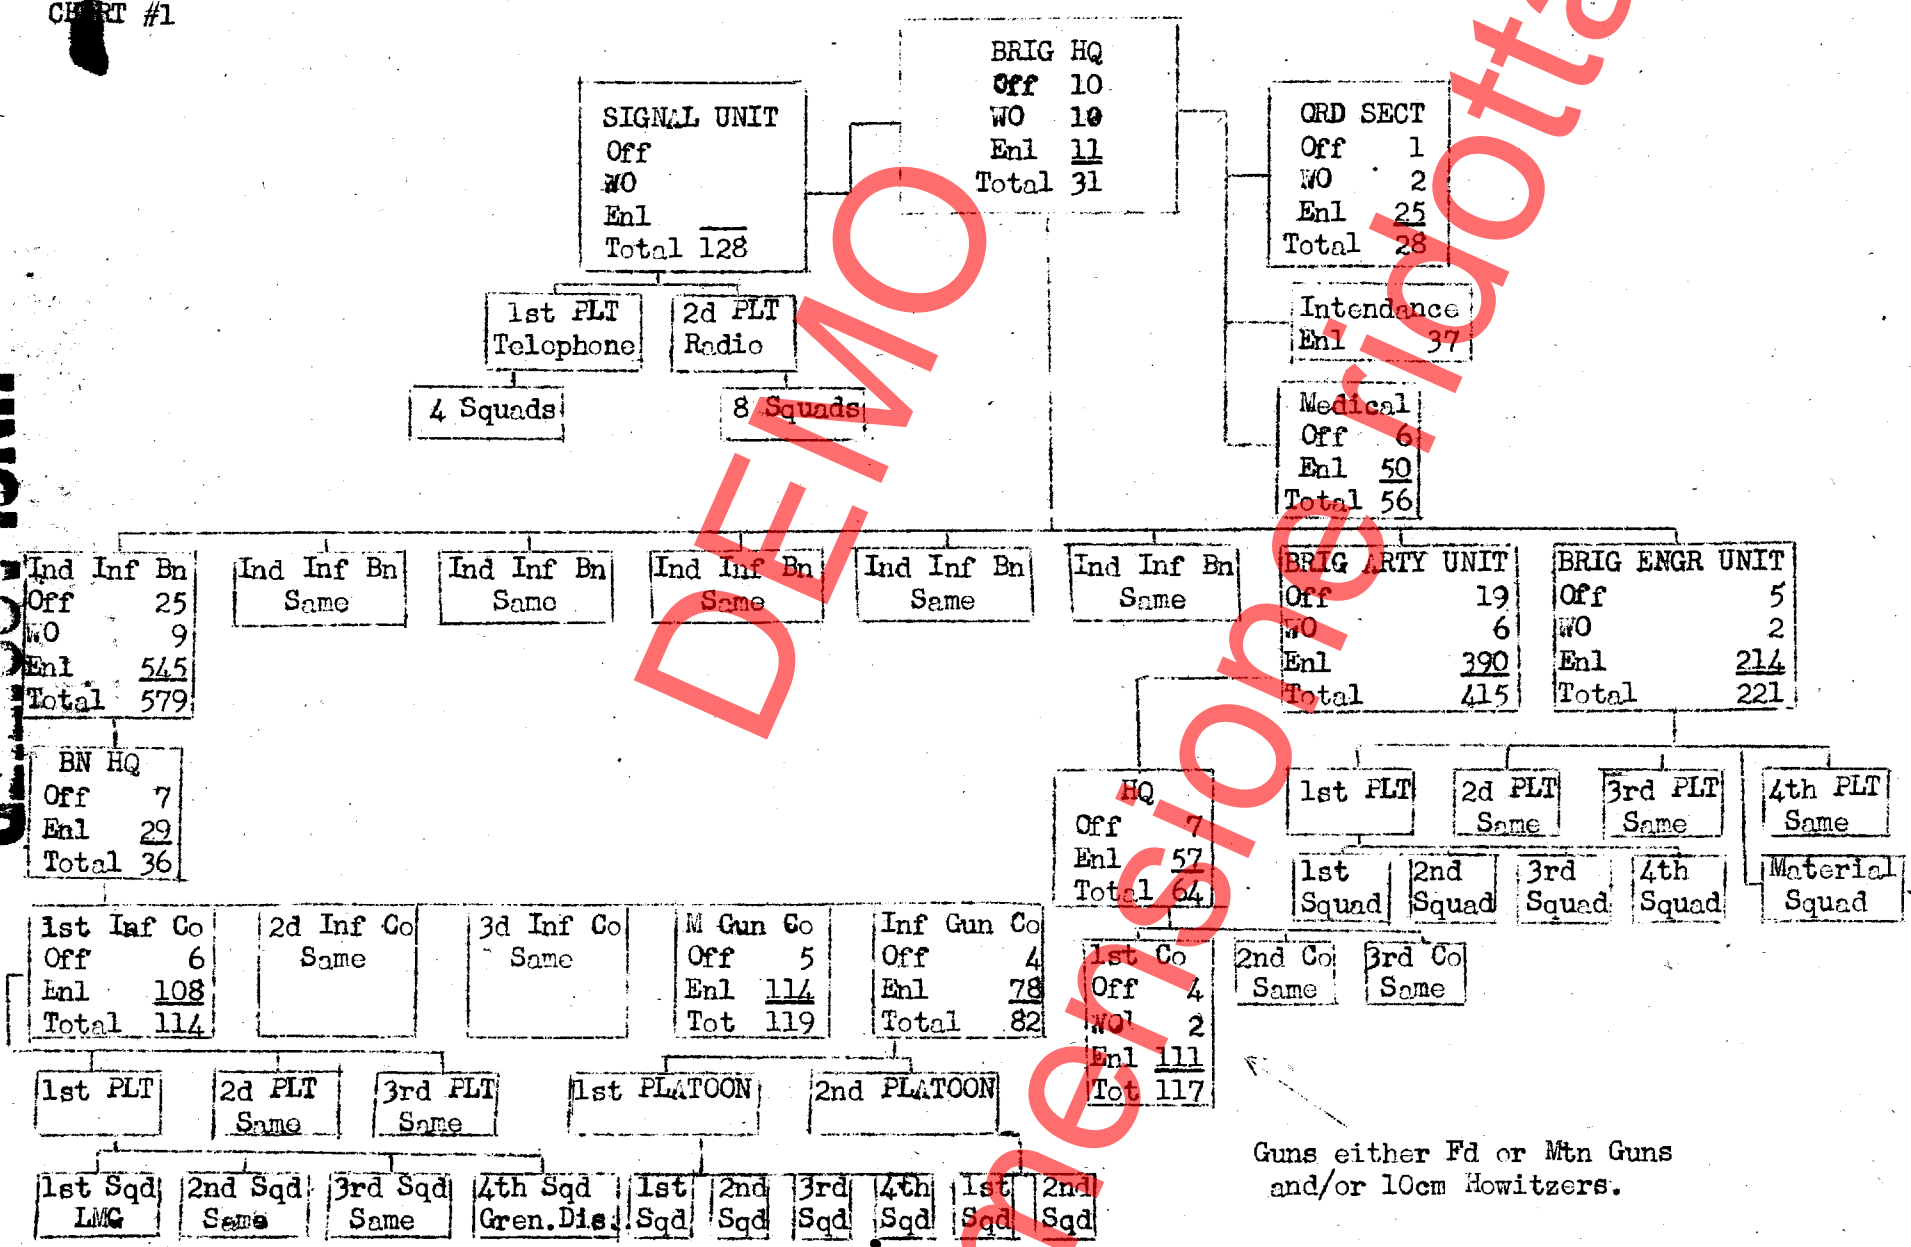 CHART #1
BRIG HQ
Off 10
WO 10
Enl 11
Total 31
SIGNAL UNIT
Off
WO
Enl
Total 128
ORD SECT
Off 1
WO 2
Enl 25
Total 28
1st PLT
Telephone
2d PLT
Radio
4 Squads
8 Squads
Intendance
Enl 37
Medical
Off 6
Enl 50
Total 56
Ind Inf Bn
Off 25
WO 9
Enl 545
Total 579
Ind Inf Bn
Same
Ind Inf Bn
Same
Ind Inf Bn
Same
Ind Inf Bn
Same
Ind Inf Bn
Same
BRIG ARTY UNIT
Off 19
WO 6
Enl 390
Total 415
BRIG ENGR UNIT
Off 5
WO 2
Enl 214
Total 221
BN HQ
Off 7
Enl 29
Total 36
HQ
Off 7
Enl 57
Total 64
1st PLT
2d PLT
Same
3rd PLT
Same
4th PLT
Same
1st
Squad
2nd
Squad
3rd
Squad
4th
Squad
Material
Squad
1st Inf Co
Off 6
Enl 108
Total 114
2d Inf Co
Same
3d Inf Co
Same
M Gun Co
Off 5
Enl 114
Tot 119
Inf Gun Co
Off 4
Enl 78
Total 82
1st Co
Off 4
WO 2
Enl 111
Tot 117
2nd Co
Same
3rd Co
Same
1st PLT
2d PLT
Same
3rd PLT
Same
1st PLATOON
2nd PLATOON
1st Sqd
LMG
2nd Sqd
Same
3rd Sqd
Same
4th Sqd
Gren.Dis.
1st
Sqd
2nd
Sqd
3rd
Sqd
4th
Sqd
1st
Sqd
2nd
Sqd
Guns either Fd or Mtn Guns
and/or 10cm Howitzers.
DEMO
mensione ridotta